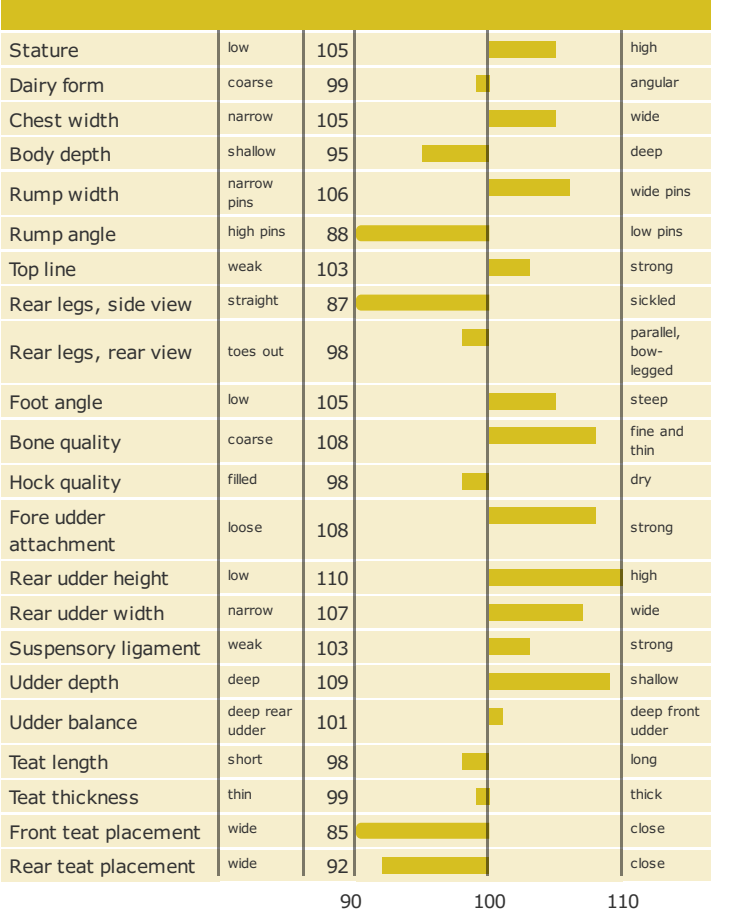 Stature low 105 high
Dairy form coarse 99 angular
Chest width narrow 105 wide
Body depth shallow 95 deep
Rump width narrow pins 106 wide pins
Rump angle high pins 88 low pins
Top line weak 103 strong
Rear legs, side view straight 87 sickled
Rear legs, rear view toes out 98 parallel, bow-legged
Foot angle low 105 steep
Bone quality coarse 108 fine and thin
Hock quality filled 98 dry
Fore udder attachment loose 108 strong
Rear udder height low 110 high
Rear udder width narrow 107 wide
Suspensory ligament weak 103 strong
Udder depth deep 109 shallow
Udder balance deep rear udder 101 deep front udder
Teat length short 98 long
Teat thickness thin 99 thick
Front teat placement wide 85 close
Rear teat placement wide 92 close
90 100 110